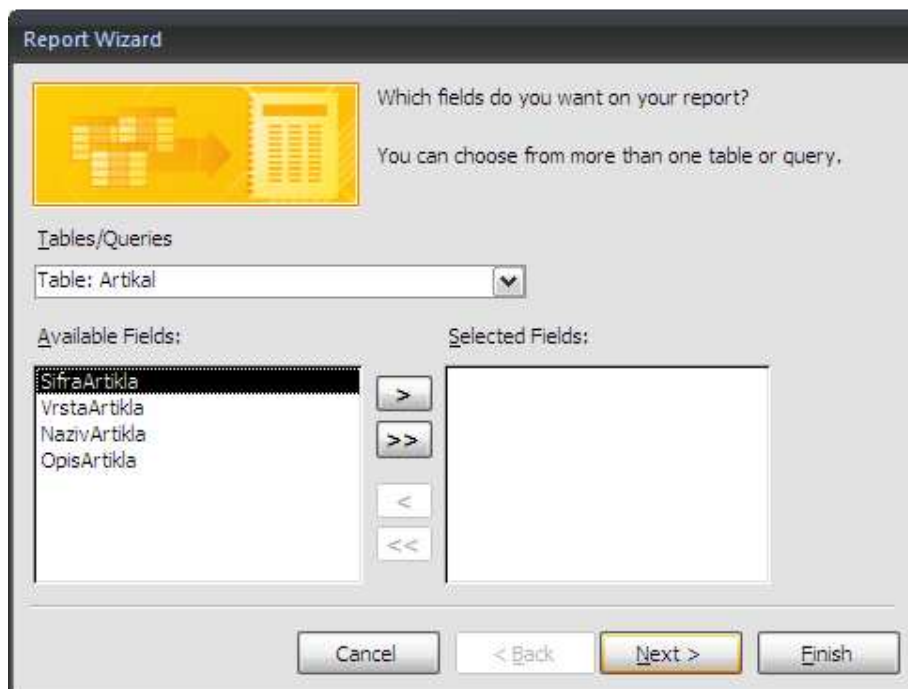 Report Wizard
Which fields do you want on your report?
You can choose from more than one table or query.
Tables/Queries
Table: Artikal
Available Fields:
Selected Fields:
SifraArtikla
VrstaArtikla
NazivArtikla
OpisArtikla
>
>>
<
<<
Cancel
< Back
Next >
Finish